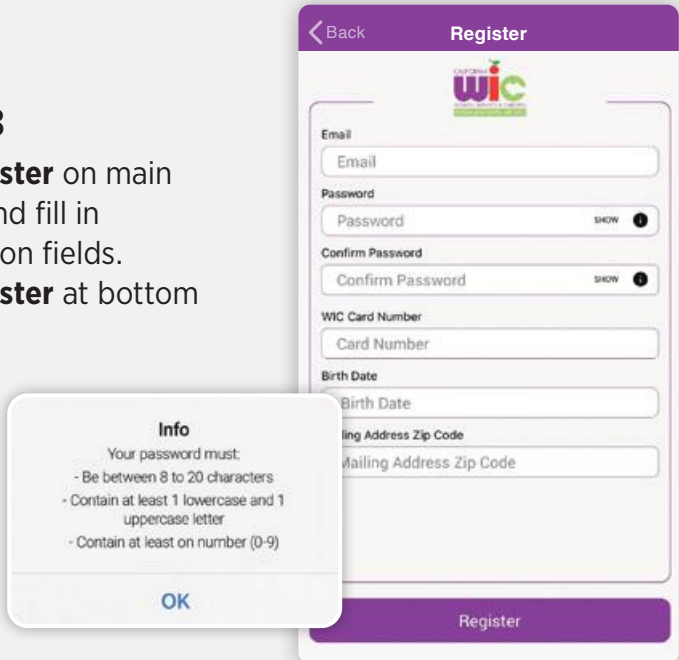 3
ster on main
nd fill in
on fields.
ster at bottom
Back Register
CALIFORNIA
wic
Email
Email
Password
Password SHOW
Confirm Password
Confirm Password SHOW
WIC Card Number
Card Number
Birth Date
Birth Date
ling Address Zip Code
Mailing Address Zip Code
Info
Your password must:
- Be between 8 to 20 characters
- Contain at least 1 lowercase and 1
uppercase letter
- Contain at least on number (0-9)
OK
Register